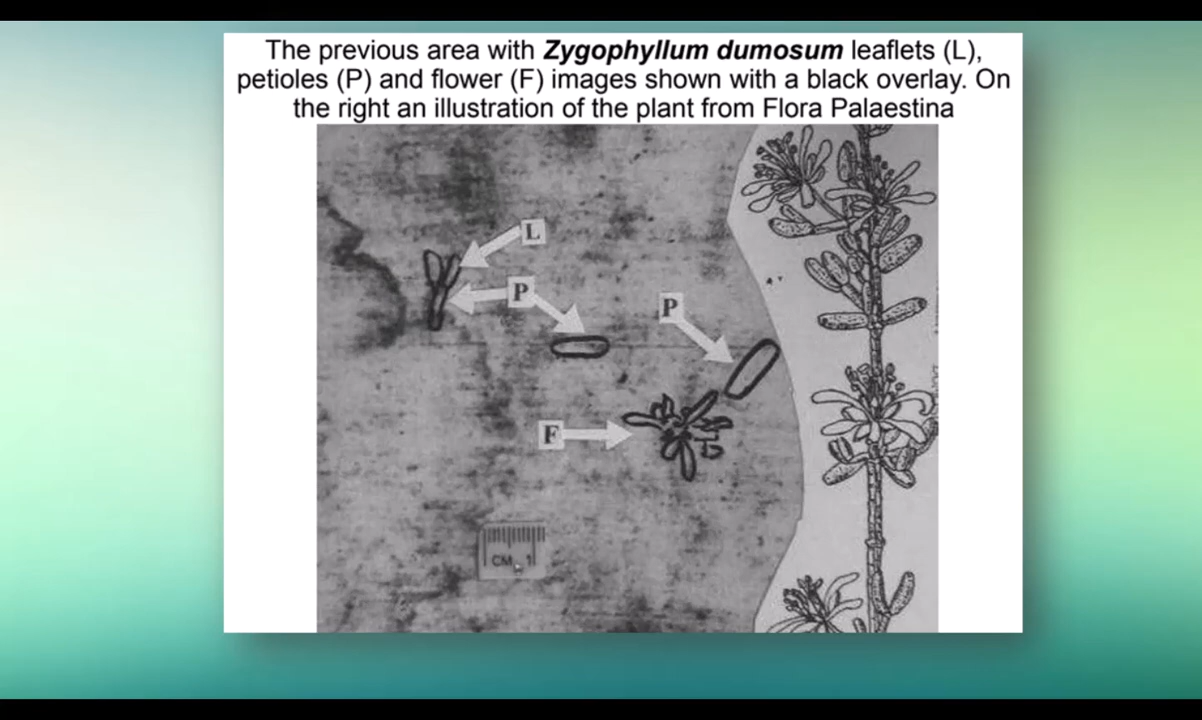 The previous area with Zygophyllum dumosum leaflets (L),
petioles (P) and flower (F) images shown with a black overlay. On
the right an illustration of the plant from Flora Palaestina
L
P
P
F
CM 1